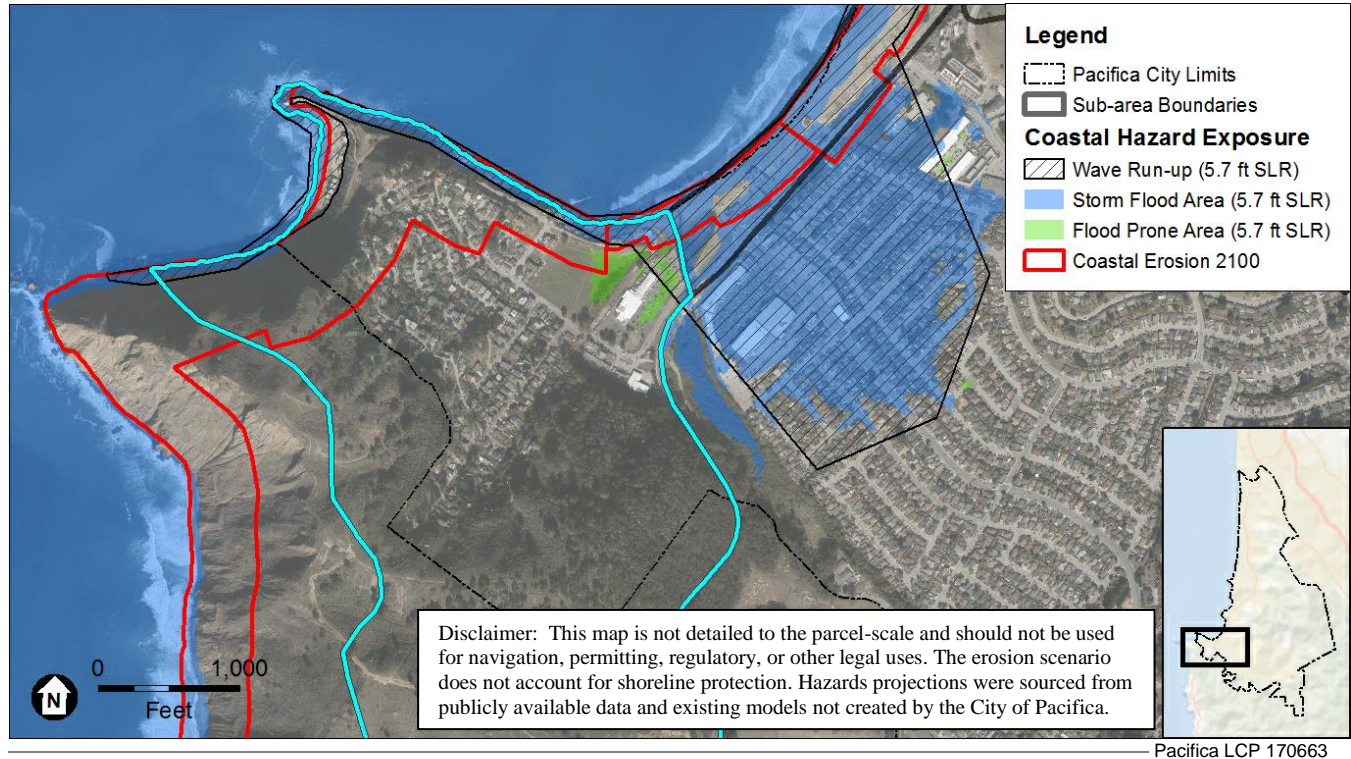 Legend
Pacifica City Limits
Sub-area Boundaries
Coastal Hazard Exposure
Wave Run-up (5.7 ft SLR)
Storm Flood Area (5.7 ft SLR)
Flood Prone Area (5.7 ft SLR)
Coastal Erosion 2100
0 1,000
Feet
N
Disclaimer: This map is not detailed to the parcel-scale and should not be used
for navigation, permitting, regulatory, or other legal uses. The erosion scenario
does not account for shoreline protection. Hazards projections were sourced from
publicly available data and existing models not created by the City of Pacifica.
Pacifica LCP 170663